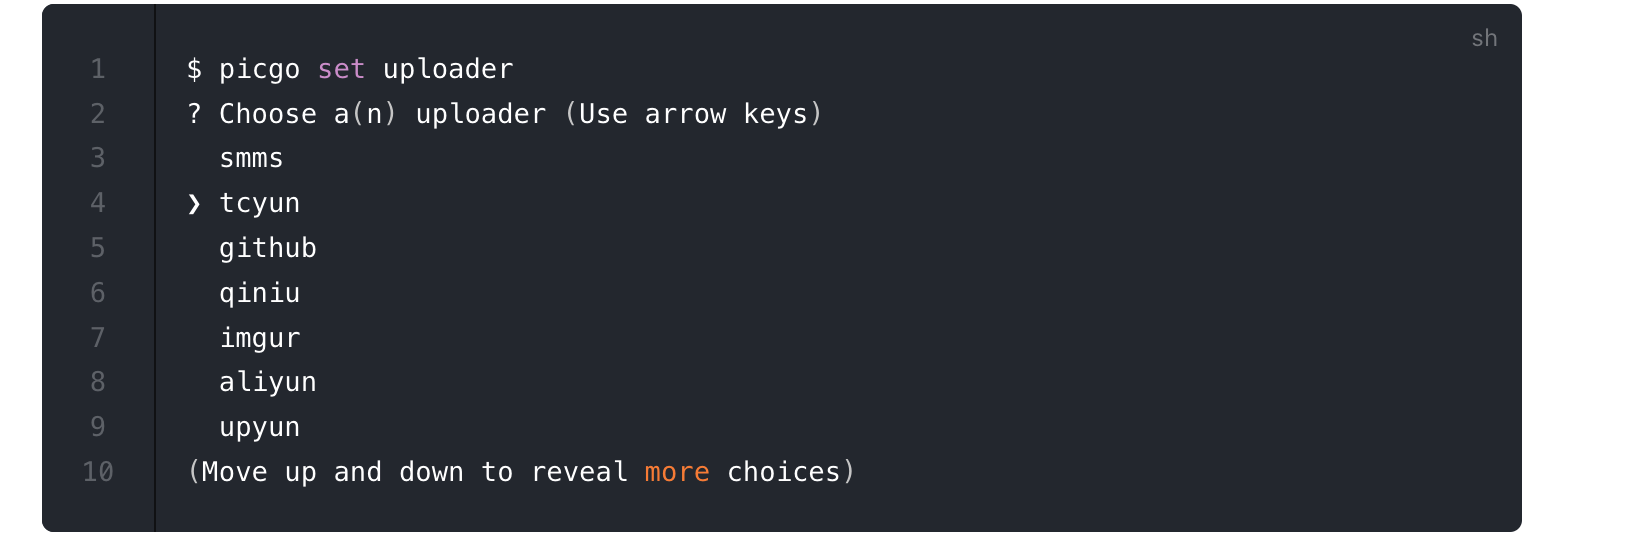 sh
1 $ picgo set uploader
2 ? Choose a(n) uploader (Use arrow keys)
3   smms
4 ❯ tcyun
5   github
6   qiniu
7   imgur
8   aliyun
9   upyun
10 (Move up and down to reveal more choices)